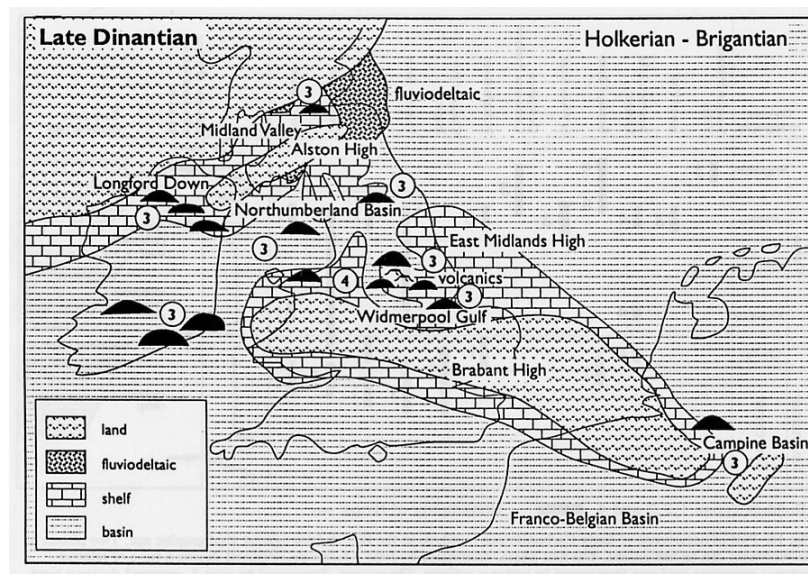 Late Dinantian
Holkerian - Brigantian
3
fluviodeltaic
Midland Valley
Alston High
Longford Down
3
3
Northumberland Basin
3
East Midlands High
3
4
volcanics
3
3
Widmerpool Gulf
Brabant High
land
fluviodeltaic
shelf
basin
Campine Basin
3
Franco-Belgian Basin